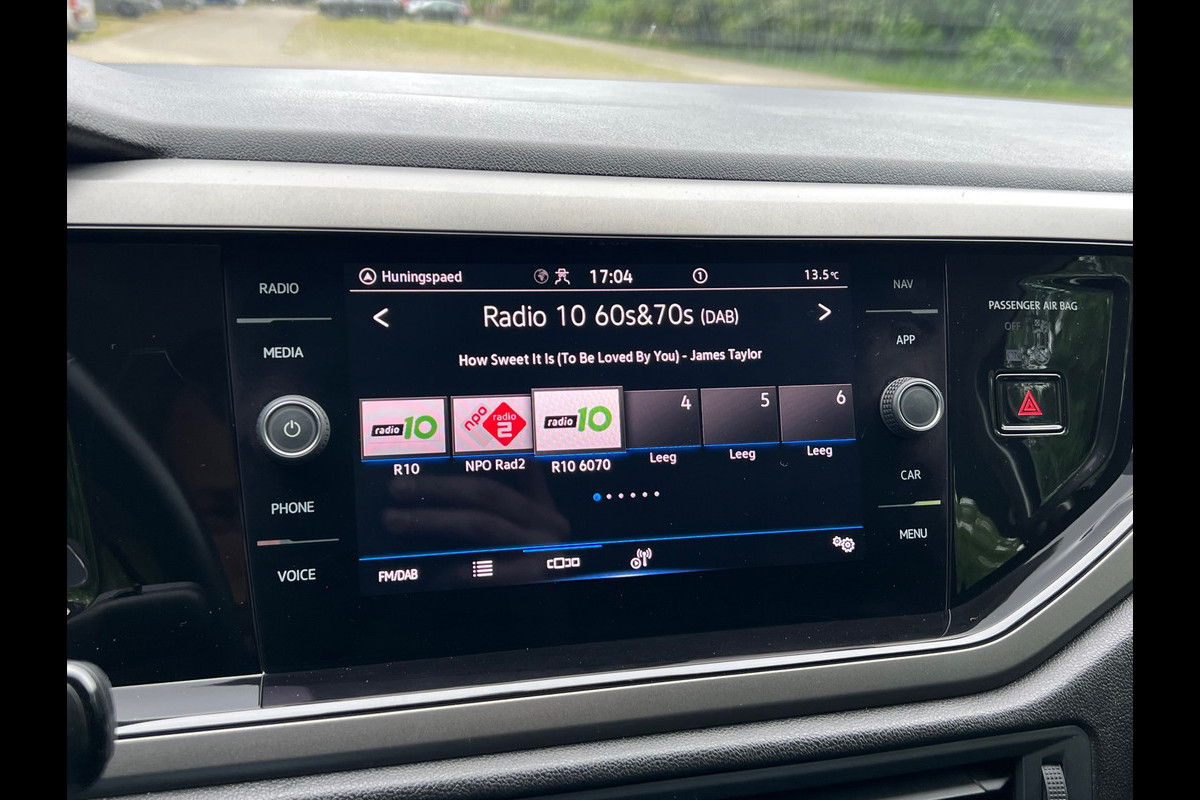 RADIO
MEDIA
PHONE
VOICE
Huningspaed
17:04
1
13.5°C
< Radio 10 60s&70s (DAB) >
How Sweet It Is (To Be Loved By You) - James Taylor
radio 10
npo radio 2
radio 10
4
5
6
R10
NPO Rad2
R10 6070
Leeg
Leeg
Leeg
FM/DAB
NAV
APP
CAR
MENU
PASSENGER AIR BAG
OFF